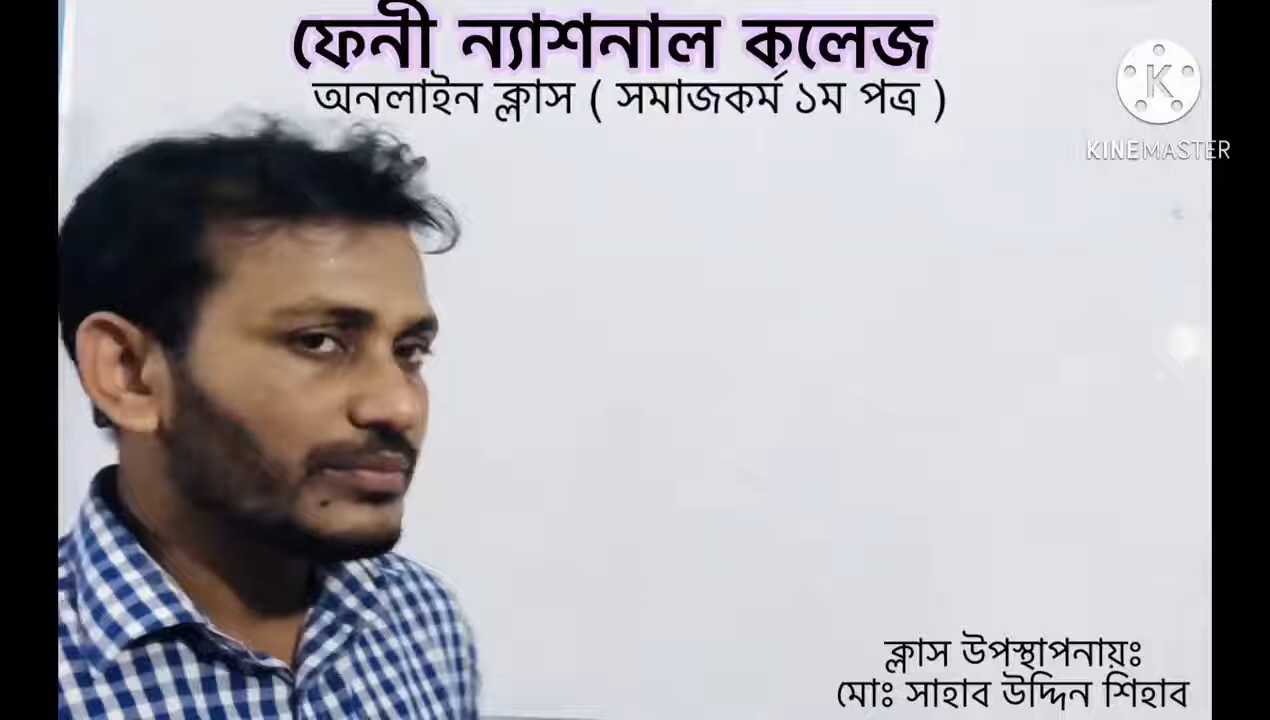 ফেনী ন্যাশনাল কলেজ
অনলাইন ক্লাস ( সমাজকর্ম ১ম পত্র )
K
KINEMASTER
ক্লাস উপস্থাপনায়ঃ
মোঃ সাহাব উদ্দিন শিহাব